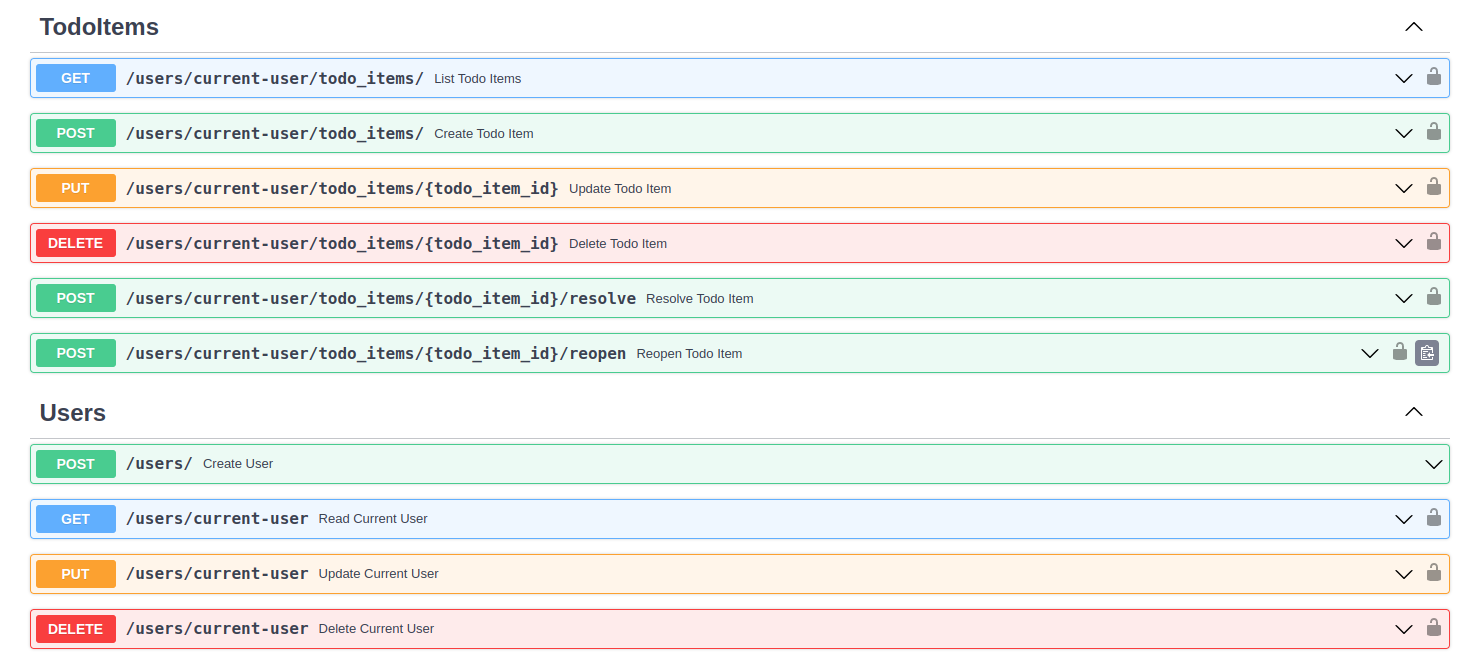 TodoItems
GET /users/current-user/todo_items/ List Todo Items
POST /users/current-user/todo_items/ Create Todo Item
PUT /users/current-user/todo_items/{todo_item_id} Update Todo Item
DELETE /users/current-user/todo_items/{todo_item_id} Delete Todo Item
POST /users/current-user/todo_items/{todo_item_id}/resolve Resolve Todo Item
POST /users/current-user/todo_items/{todo_item_id}/reopen Reopen Todo Item
Users
POST /users/ Create User
GET /users/current-user Read Current User
PUT /users/current-user Update Current User
DELETE /users/current-user Delete Current User